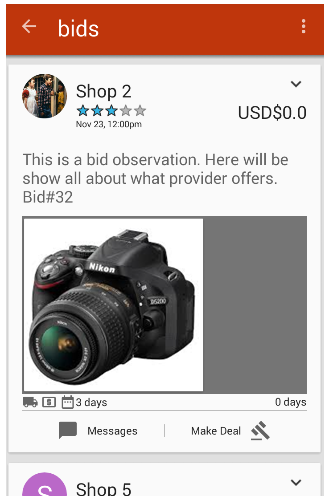 bids
Shop 2
USD$0.0
Nov 23, 12:00pm
This is a bid observation. Here will be
show all about what provider offers.
Bid#32
Nikon
D5200
3 days
0 days
Messages
Make Deal
S
Shop 5